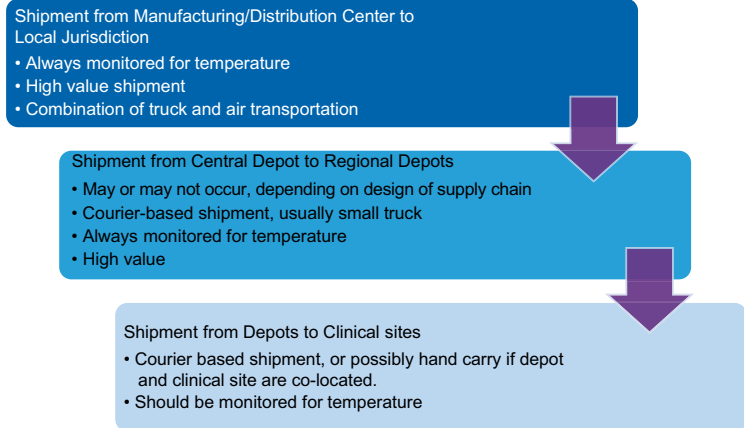 Shipment from Manufacturing/Distribution Center to
Local Jurisdiction
• Always monitored for temperature
• High value shipment
• Combination of truck and air transportation
Shipment from Central Depot to Regional Depots
• May or may not occur, depending on design of supply chain
• Courier-based shipment, usually small truck
• Always monitored for temperature
• High value
Shipment from Depots to Clinical sites
• Courier based shipment, or possibly hand carry if depot
and clinical site are co-located.
• Should be monitored for temperature